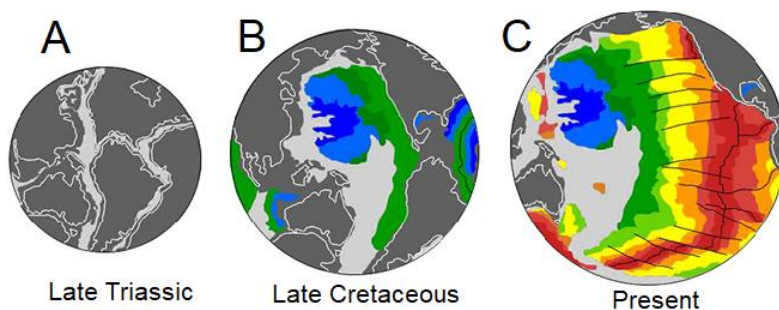 A
B
C
Late Triassic
Late Cretaceous
Present